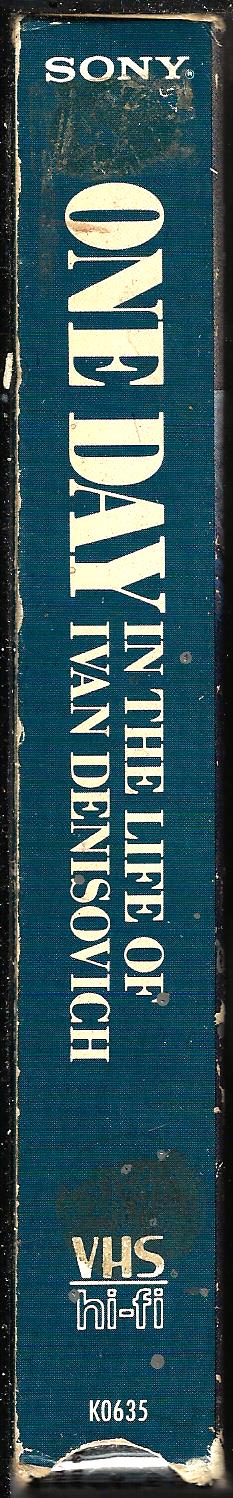 SONY®
ONE DAY
IN THE LIFE OF
IVAN DENISOVICH
VHS
hi-fi
K0635